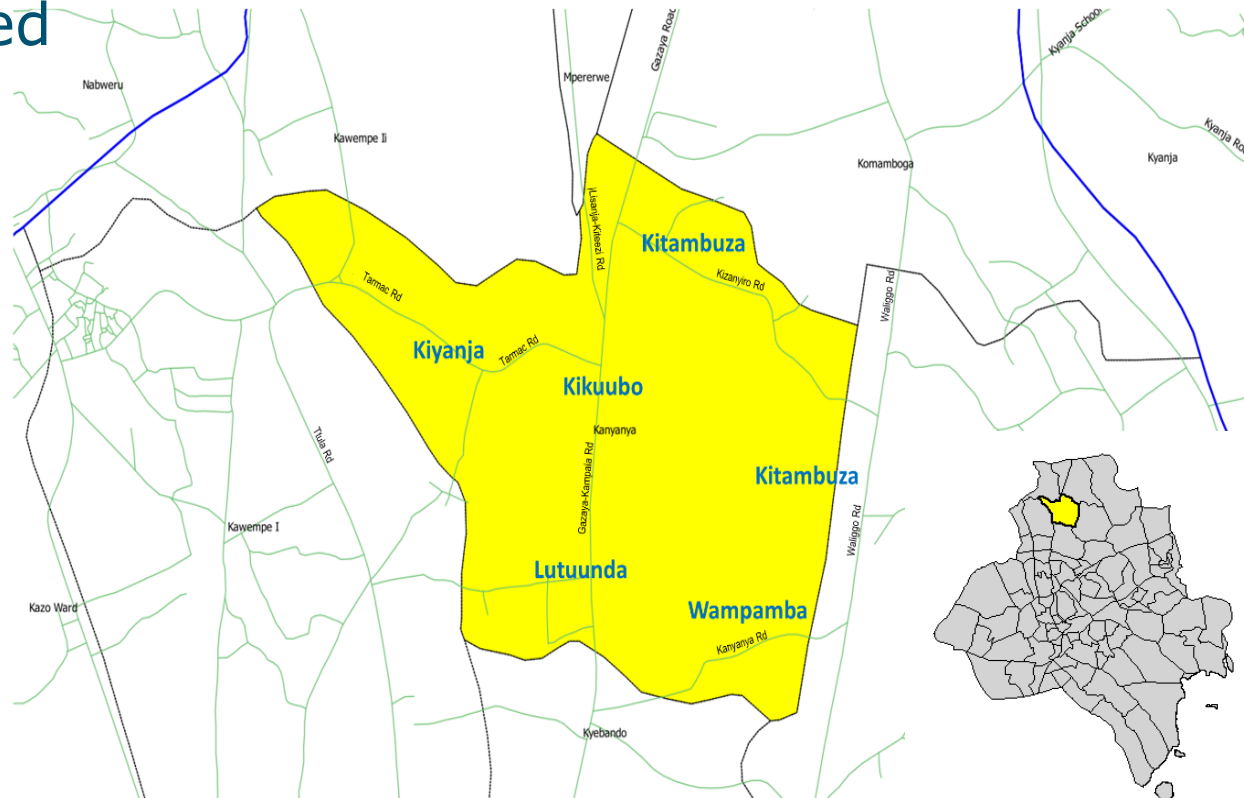 ed
Gazaya Road
Kyanja School
Mpererwe
Nabweru
Kyanja Ro
Kawempe Ii
Kyanja
Komamboga
Lisanja-Kiteezi Rd
Kitambuza
Kizanyiro Rd
Tarmac Rd
Waliggo Rd
Kiyanja
Tarmac Rd
Kikuubo
Kanyanya
Ttula Rd
Gazaya-Kampala Rd
Kitambuza
Waliggo Rd
Kawempe I
Lutuunda
Kazo Ward
Wampamba
Kanyanya Rd
Kyebando